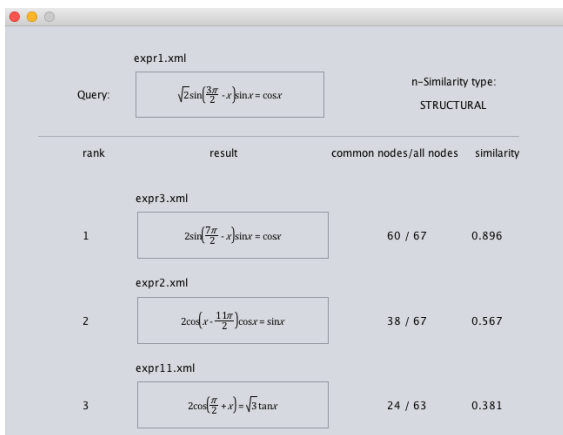 expr1.xml
Query: √2sin(3π/2 - x)sinx = cosx
n-Similarity type:
STRUCTURAL
rank result common nodes/all nodes similarity
expr3.xml
1 2sin(7π/2 - x)sinx = cosx 60 / 67 0.896
expr2.xml
2 2cos(x - 11π/2)cosx = sinx 38 / 67 0.567
expr11.xml
3 2cos(π/2 + x) = √3 tanx 24 / 63 0.381